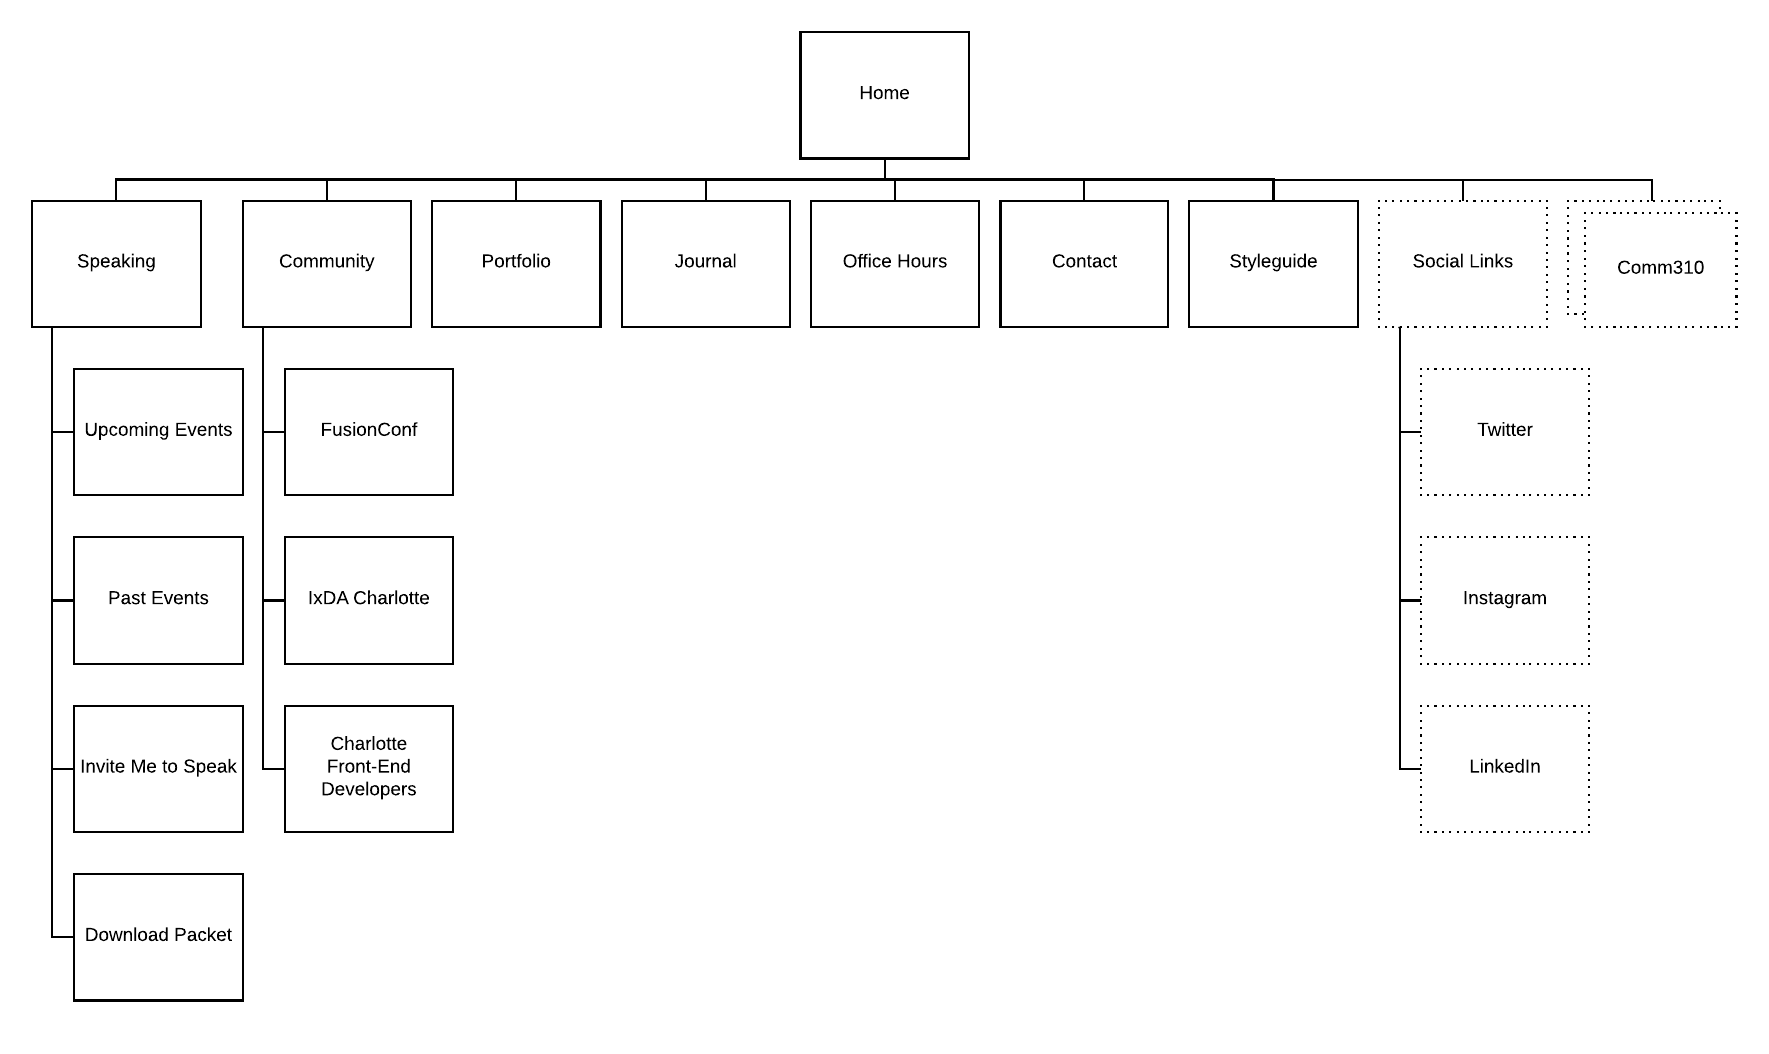 Home
Speaking
Community
Portfolio
Journal
Office Hours
Contact
Styleguide
Social Links
Comm310
Upcoming Events
FusionConf
Twitter
Past Events
IxDA Charlotte
Instagram
Invite Me to Speak
Charlotte
Front-End
Developers
LinkedIn
Download Packet